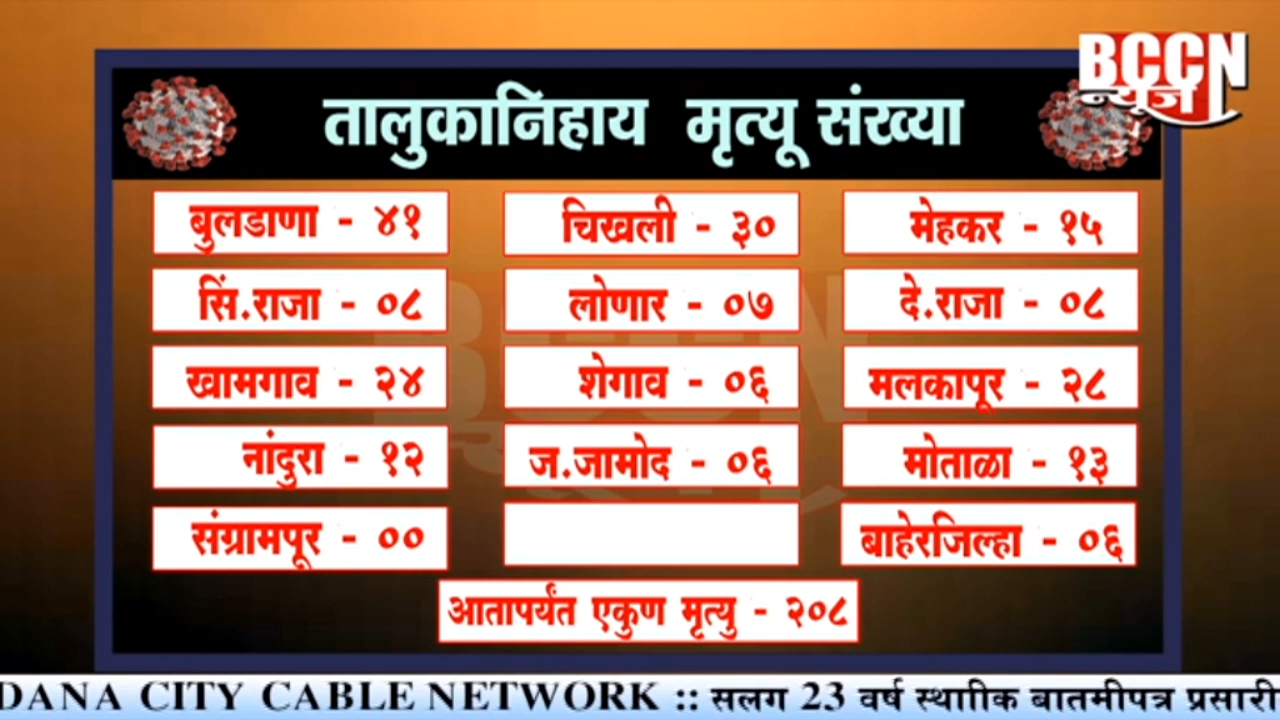 BCCN
न्यूज
तालुकानिहाय मृत्यू संख्या
बुलडाणा - ४१
चिखली - ३०
मेहकर - १५
सिं.राजा - ०८
लोणार - ०७
दे.राजा - ०८
खामगाव - २४
शेगाव - ०६
मलकापूर - २८
नांदुरा - १२
ज.जामोद - ०६
मोताळा - १३
संग्रामपूर - ००
बाहेरजिल्हा - ०६
आतापर्यंत एकुण मृत्यु - २०८
DANA CITY CABLE NETWORK :: सलग 23 वर्ष स्थाीिक बातमीपत्र प्रसारी